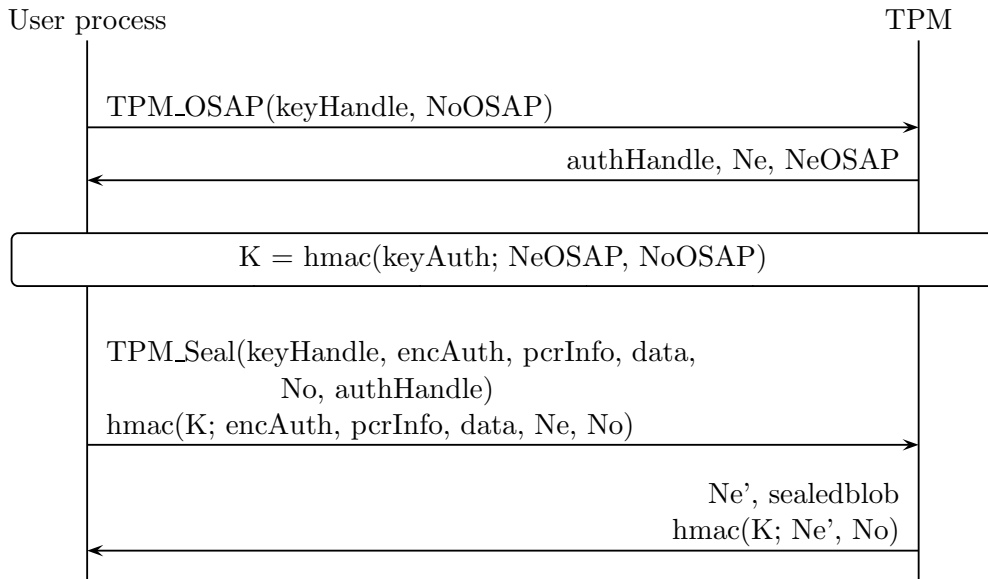 User process
TPM
TPM_OSAP(keyHandle, NoOSAP)
authHandle, Ne, NeOSAP
K = hmac(keyAuth; NeOSAP, NoOSAP)
TPM_Seal(keyHandle, encAuth, pcrInfo, data,
No, authHandle)
hmac(K; encAuth, pcrInfo, data, Ne, No)
Ne', sealedblob
hmac(K; Ne', No)